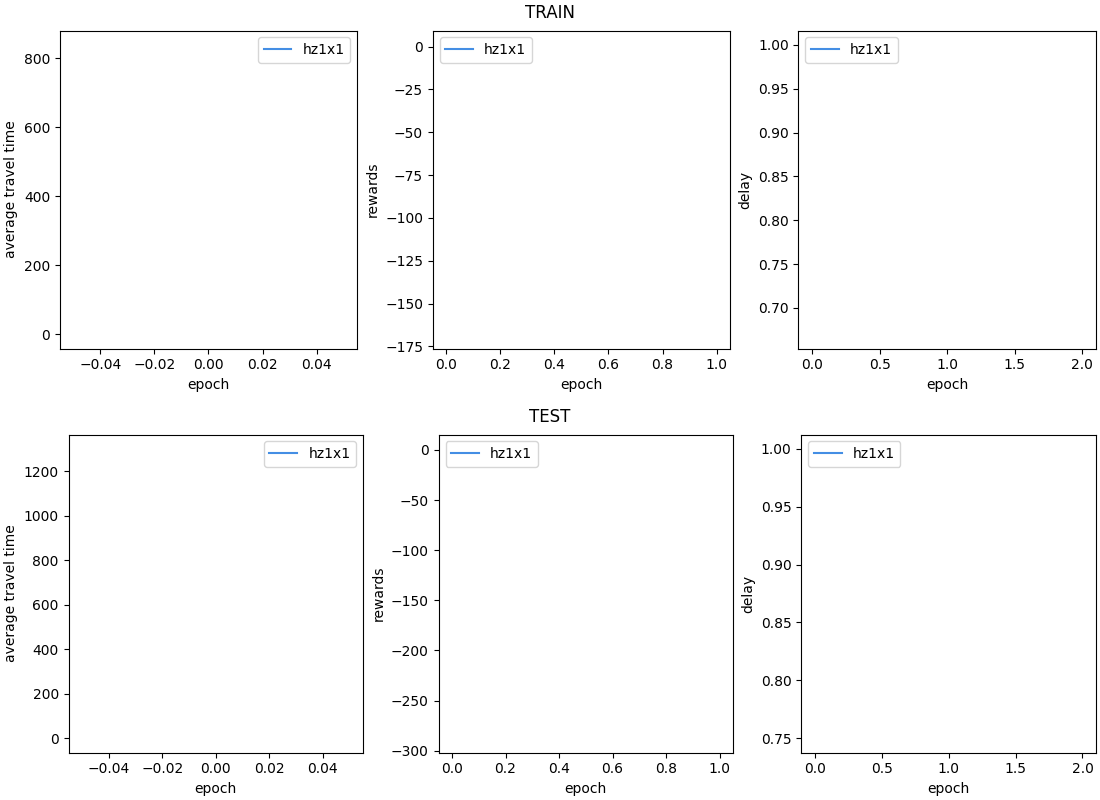 TRAIN
hz1x1
hz1x1
hz1x1
average travel time
800
600
400
200
0
−0.04 −0.02 0.00 0.02 0.04
epoch
rewards
0
−25
−50
−75
−100
−125
−150
−175
0.0 0.2 0.4 0.6 0.8 1.0
epoch
delay
1.00
0.95
0.90
0.85
0.80
0.75
0.70
0.0 0.5 1.0 1.5 2.0
epoch
TEST
hz1x1
hz1x1
hz1x1
average travel time
1200
1000
800
600
400
200
0
−0.04 −0.02 0.00 0.02 0.04
epoch
rewards
0
−50
−100
−150
−200
−250
−300
0.0 0.2 0.4 0.6 0.8 1.0
epoch
delay
1.00
0.95
0.90
0.85
0.80
0.75
0.0 0.5 1.0 1.5 2.0
epoch